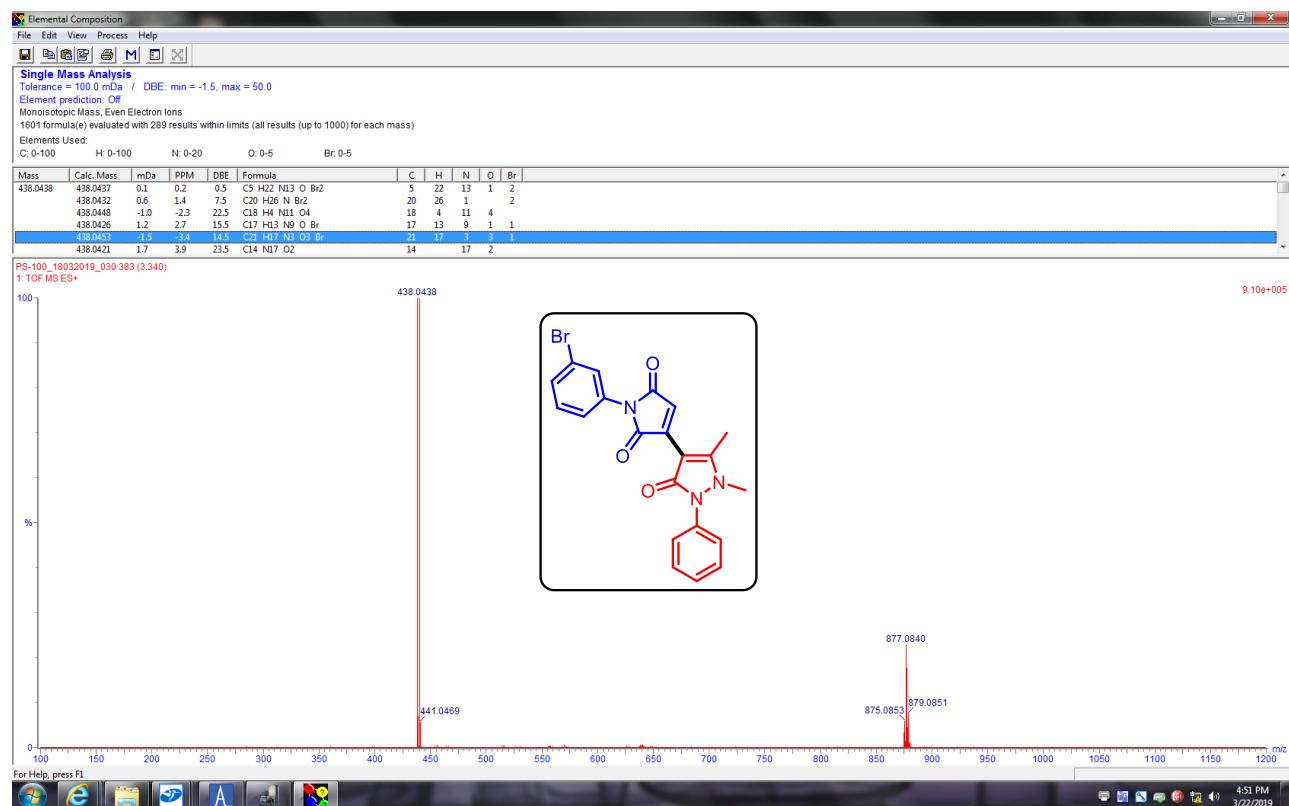 Elemental Composition
File Edit View Process Help
Single Mass Analysis
Tolerance = 100.0 mDa / DBE: min = -1.5, max = 50.0
Element prediction: Off
Monoisotopic Mass, Even Electron Ions
1601 formula(e) evaluated with 289 results within limits (all results (up to 1000) for each mass)
Elements Used:
C: 0-100 H: 0-100 N: 0-20 O: 0-5 Br: 0-5
Mass Calc. Mass mDa PPM DBE Formula C H N O Br
438.0438 438.0437 0.1 0.2 0.5 C5 H22 N13 O Br2 5 22 13 1 2
438.0432 0.6 1.4 7.5 C20 H26 N Br2 20 26 1 2
438.0448 -1.0 -2.3 22.5 C18 H4 N11 O4 18 4 11 4
438.0426 1.2 2.7 15.5 C17 H13 N9 O Br 17 13 9 1 1
438.0453 -1.5 -3.4 14.5 C21 H17 N3 O3 Br 21 17 3 3 1
438.0421 1.7 3.9 23.5 C14 N17 O2 14 17 2
PS-100_18032019_030 383 (3.340)
1: TOF MS ES+
9.10e+005
100
438.0438
Br
O
N
O
O
N
N
%
877.0840
441.0469
875.0853
879.0851
0
m/z
100 150 200 250 300 350 400 450 500 550 600 650 700 750 800 850 900 950 1000 1050 1100 1150 1200
For Help, press F1
4:51 PM
3/22/2019